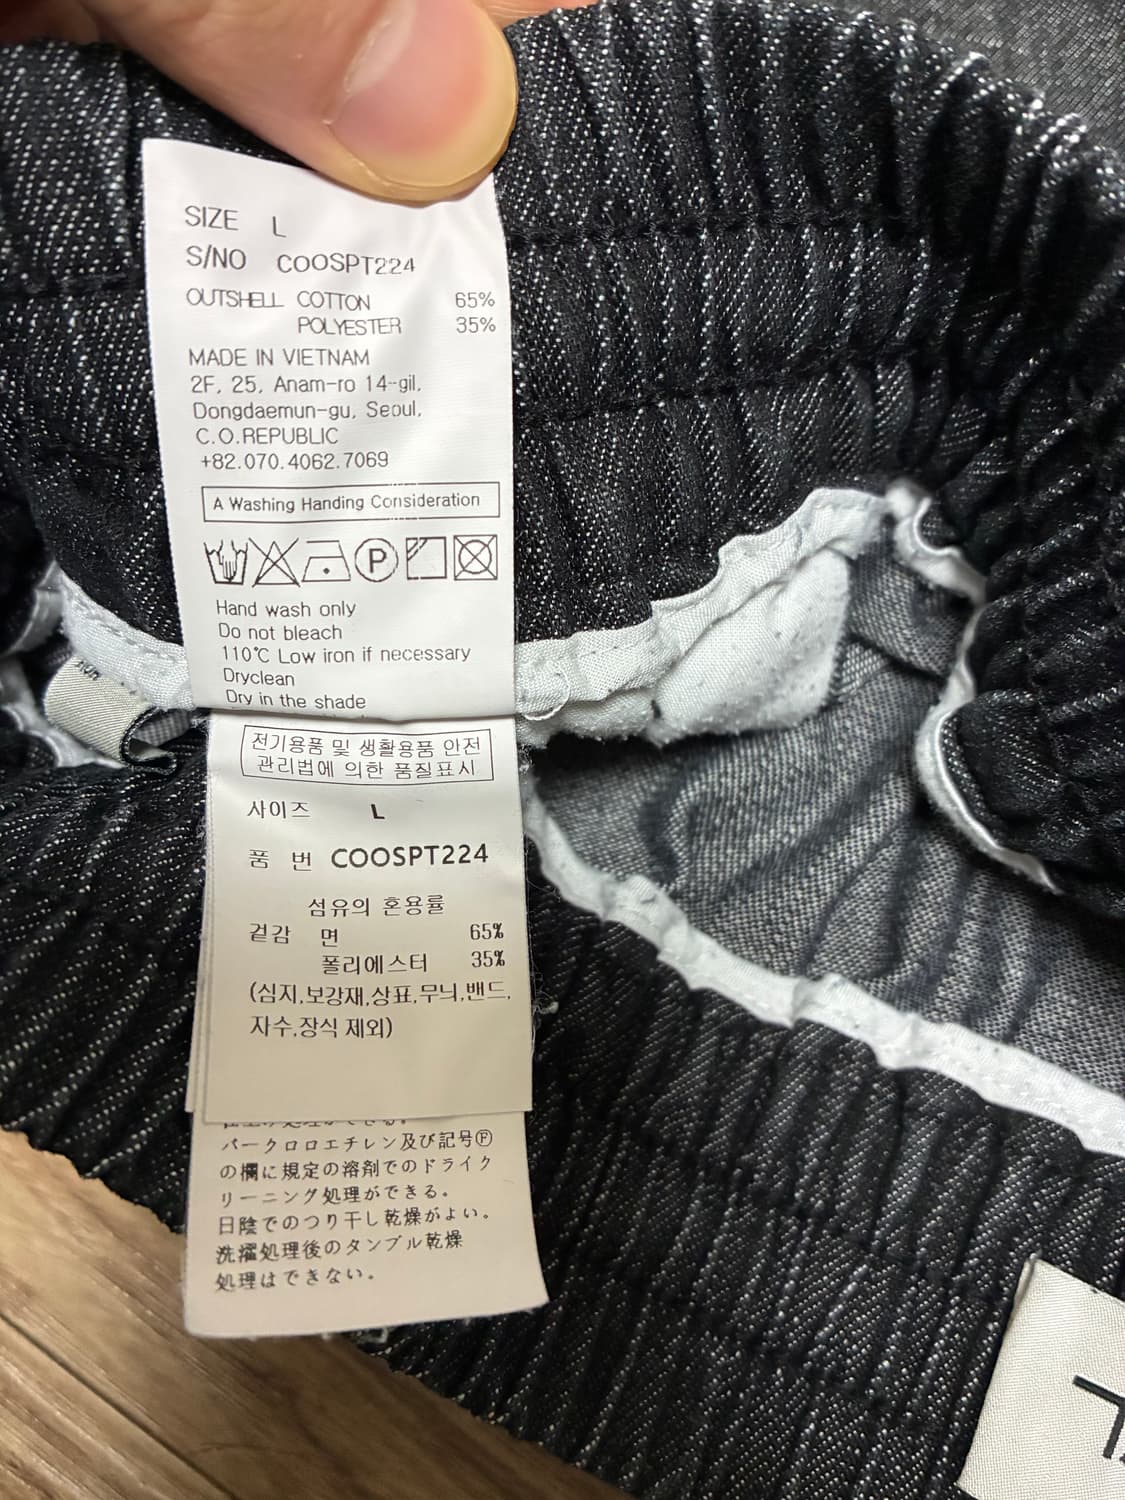 SIZE L
S/NO COOSPT224
OUTSHELL COTTON 65%
POLYESTER 35%
MADE IN VIETNAM
2F, 25, Anam-ro 14-gil,
Dongdaemun-gu, Seoul,
C.O.REPUBLIC
+82.070.4062.7069
A Washing Handing Consideration
P
Hand wash only
Do not bleach
110℃ Low iron if necessary
Dryclean
Dry in the shade
전기용품 및 생활용품 안전
관리법에 의한 품질표시
사이즈 L
품 번 COOSPT224
섬유의 혼용률
겉감 면 65%
폴리에스터 35%
(심지,보강재,상표,무늬,밴드,
자수,장식 제외)
パークロロエチレン及び記号Ⓟ
の欄に規定の溶剤でのドライク
リーニング処理ができる。
日陰でのつり干し乾燥がよい。
洗濯処理後のタンブル乾燥
処理はできない。